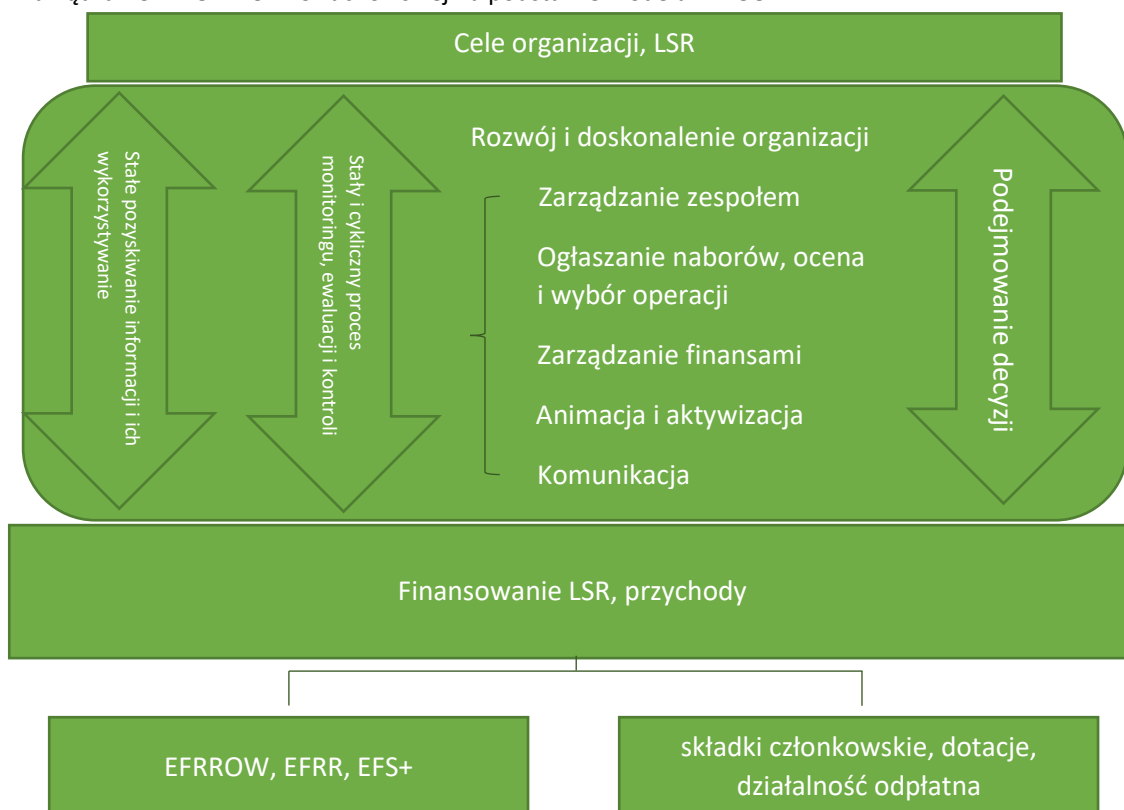 Cele organizacji, LSR
Stałe pozyskiwanie informacji i ich
wykorzystywanie
Stały i cykliczny proces
monitoringu, ewaluacji i kontroli
Rozwój i doskonalenie organizacji
Zarządzanie zespołem
Ogłaszanie naborów, ocena
i wybór operacji
Zarządzanie finansami
Animacja i aktywizacja
Komunikacja
Podejmowanie decyzji
Finansowanie LSR, przychody
EFRROW, EFRR, EFS+
składki członkowskie, dotacje,
działalność odpłatna